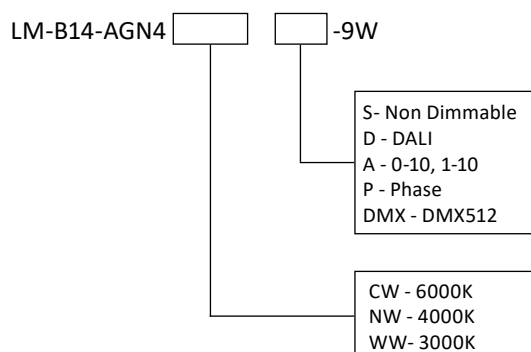 LM-B14-AGN4 -9W
S- Non Dimmable
D - DALI
A - 0-10, 1-10
P - Phase
DMX - DMX512
CW - 6000K
NW - 4000K
WW- 3000K